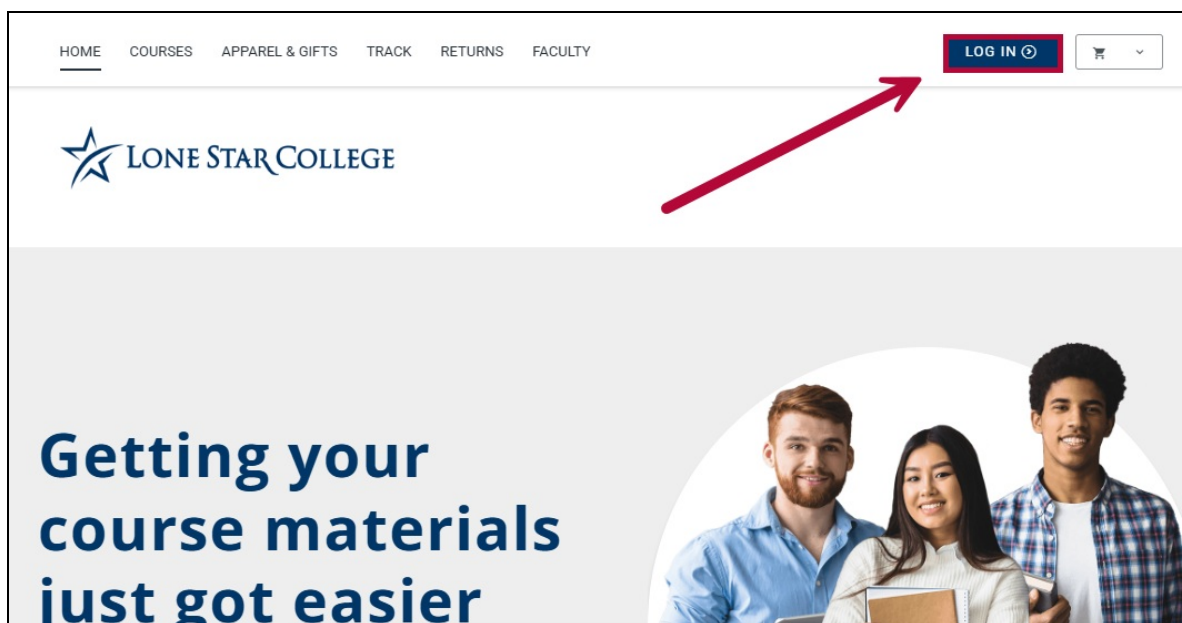 HOME COURSES APPAREL & GIFTS TRACK RETURNS FACULTY LOG IN
LONE STAR COLLEGE
Getting your
course materials
just got easier